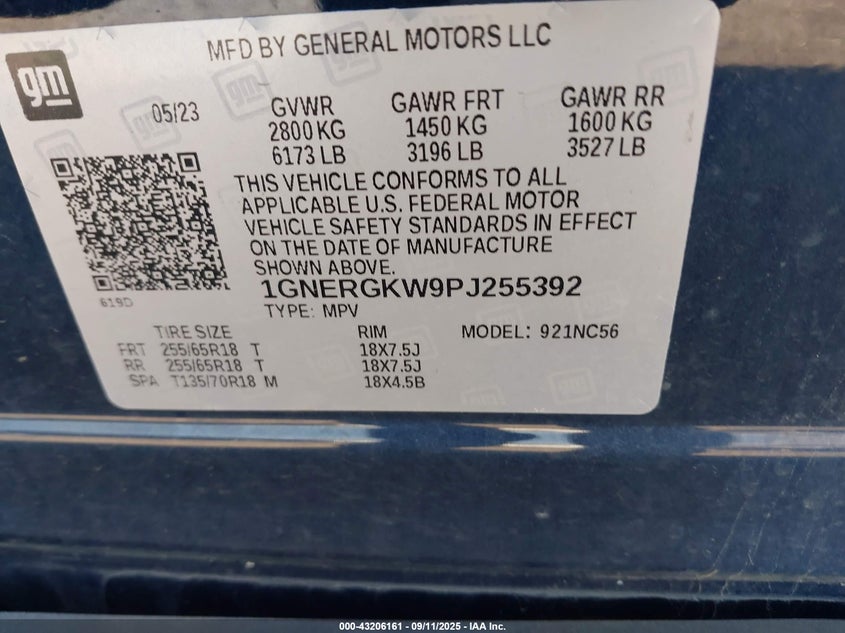 MFD BY GENERAL MOTORS LLC
gm
05/23
GVWR GAWR FRT GAWR RR
2800 KG 1450 KG 1600 KG
6173 LB 3196 LB 3527 LB
THIS VEHICLE CONFORMS TO ALL
APPLICABLE U.S. FEDERAL MOTOR
VEHICLE SAFETY STANDARDS IN EFFECT
ON THE DATE OF MANUFACTURE
SHOWN ABOVE.
1GNERGKW9PJ255392
619D
TYPE: MPV
TIRE SIZE RIM MODEL: 921NC56
FRT 255/65R18 T 18X7.5J
RR 255/65R18 T 18X7.5J
SPA T135/70R18 M 18X4.5B
000-43206161 - 09/11/2025 - IAA Inc.